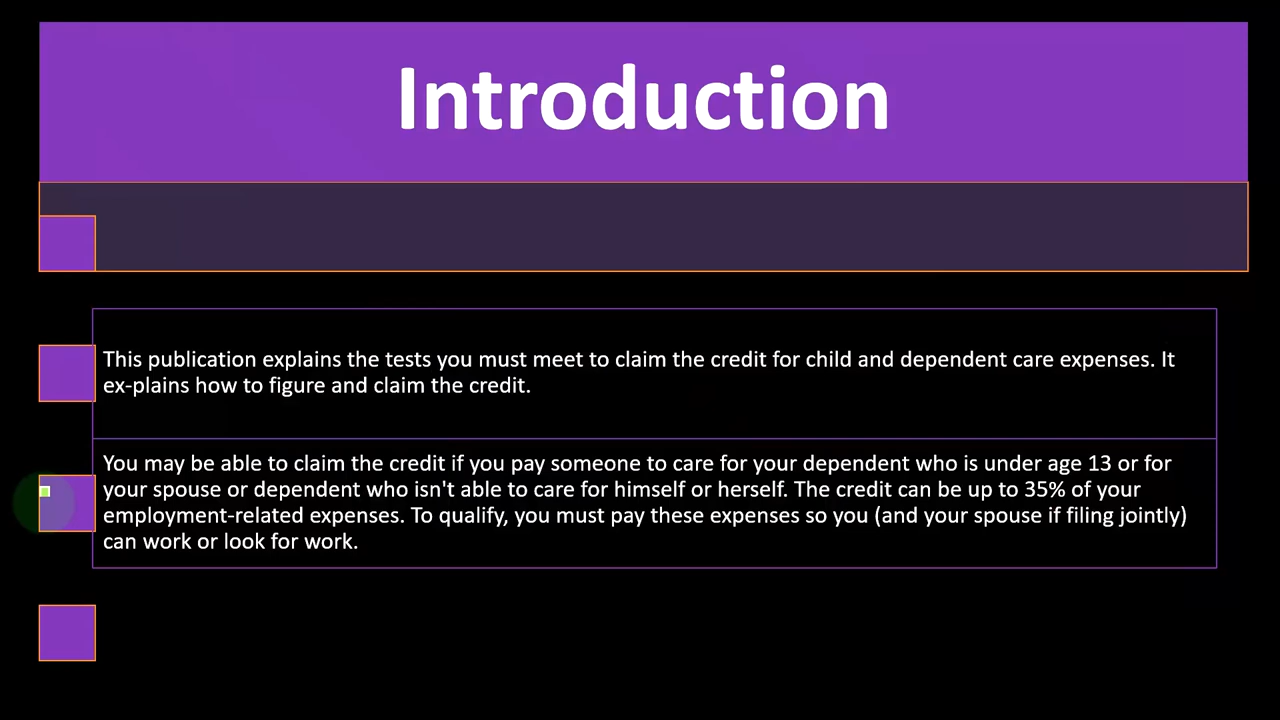 Introduction
This publication explains the tests you must meet to claim the credit for child and dependent care expenses. It
ex-plains how to figure and claim the credit.
You may be able to claim the credit if you pay someone to care for your dependent who is under age 13 or for
your spouse or dependent who isn't able to care for himself or herself. The credit can be up to 35% of your
employment-related expenses. To qualify, you must pay these expenses so you (and your spouse if filing jointly)
can work or look for work.